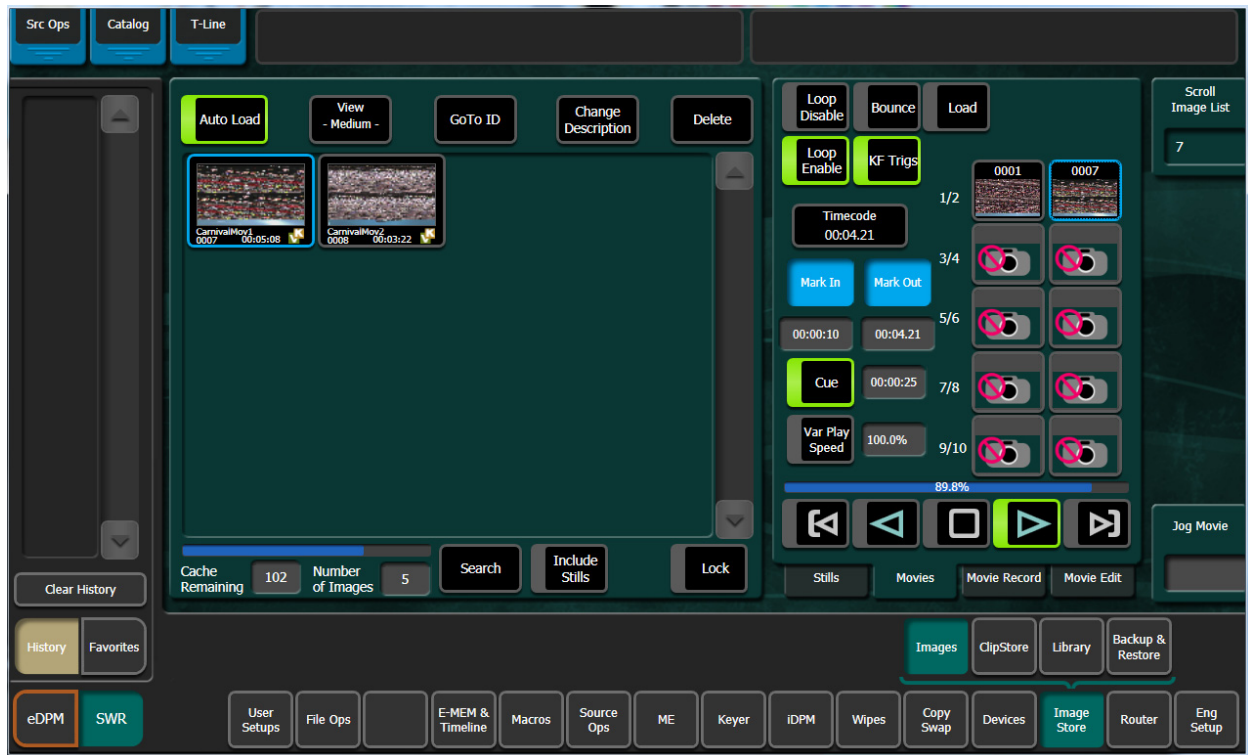 Src Ops
Catalog
T-Line
Auto Load
View
- Medium -
GoTo ID
Change
Description
Delete
CarnivalMov1
0007 00:05:08
CarnivalMov2
0008 00:03:22
Cache
Remaining
102
Number
of Images
5
Search
Include
Stills
Lock
Clear History
History
Favorites
Loop
Disable
Bounce
Load
Loop
Enable
KF Trigs
Timecode
00:04.21
Mark In
Mark Out
00:00:10
00:04.21
Cue
00:00:25
Var Play
Speed
100.0%
1/2
0001
0007
3/4
5/6
7/8
9/10
89.8%
Stills
Movies
Movie Record
Movie Edit
Scroll
Image List
7
Jog Movie
Images
ClipStore
Library
Backup &
Restore
eDPM
SWR
User
Setups
File Ops
E-MEM &
Timeline
Macros
Source
Ops
ME
Keyer
iDPM
Wipes
Copy
Swap
Devices
Image
Store
Router
Eng
Setup